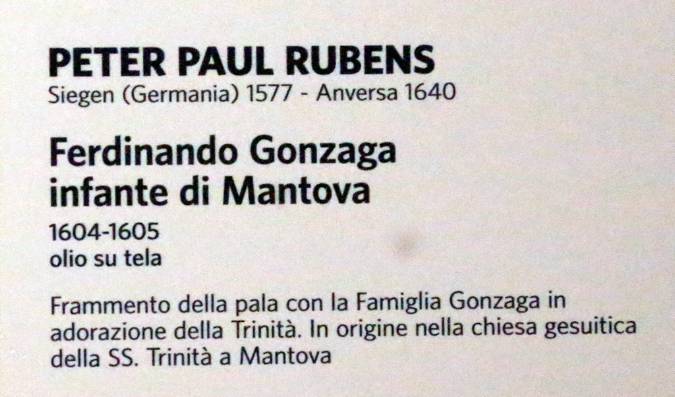 PETER PAUL RUBENS
Siegen (Germania) 1577 - Anversa 1640
Ferdinando Gonzaga
infante di Mantova
1604-1605
olio su tela
Frammento della pala con la Famiglia Gonzaga in
adorazione della Trinità. In origine nella chiesa gesuitica
della SS. Trinità a Mantova